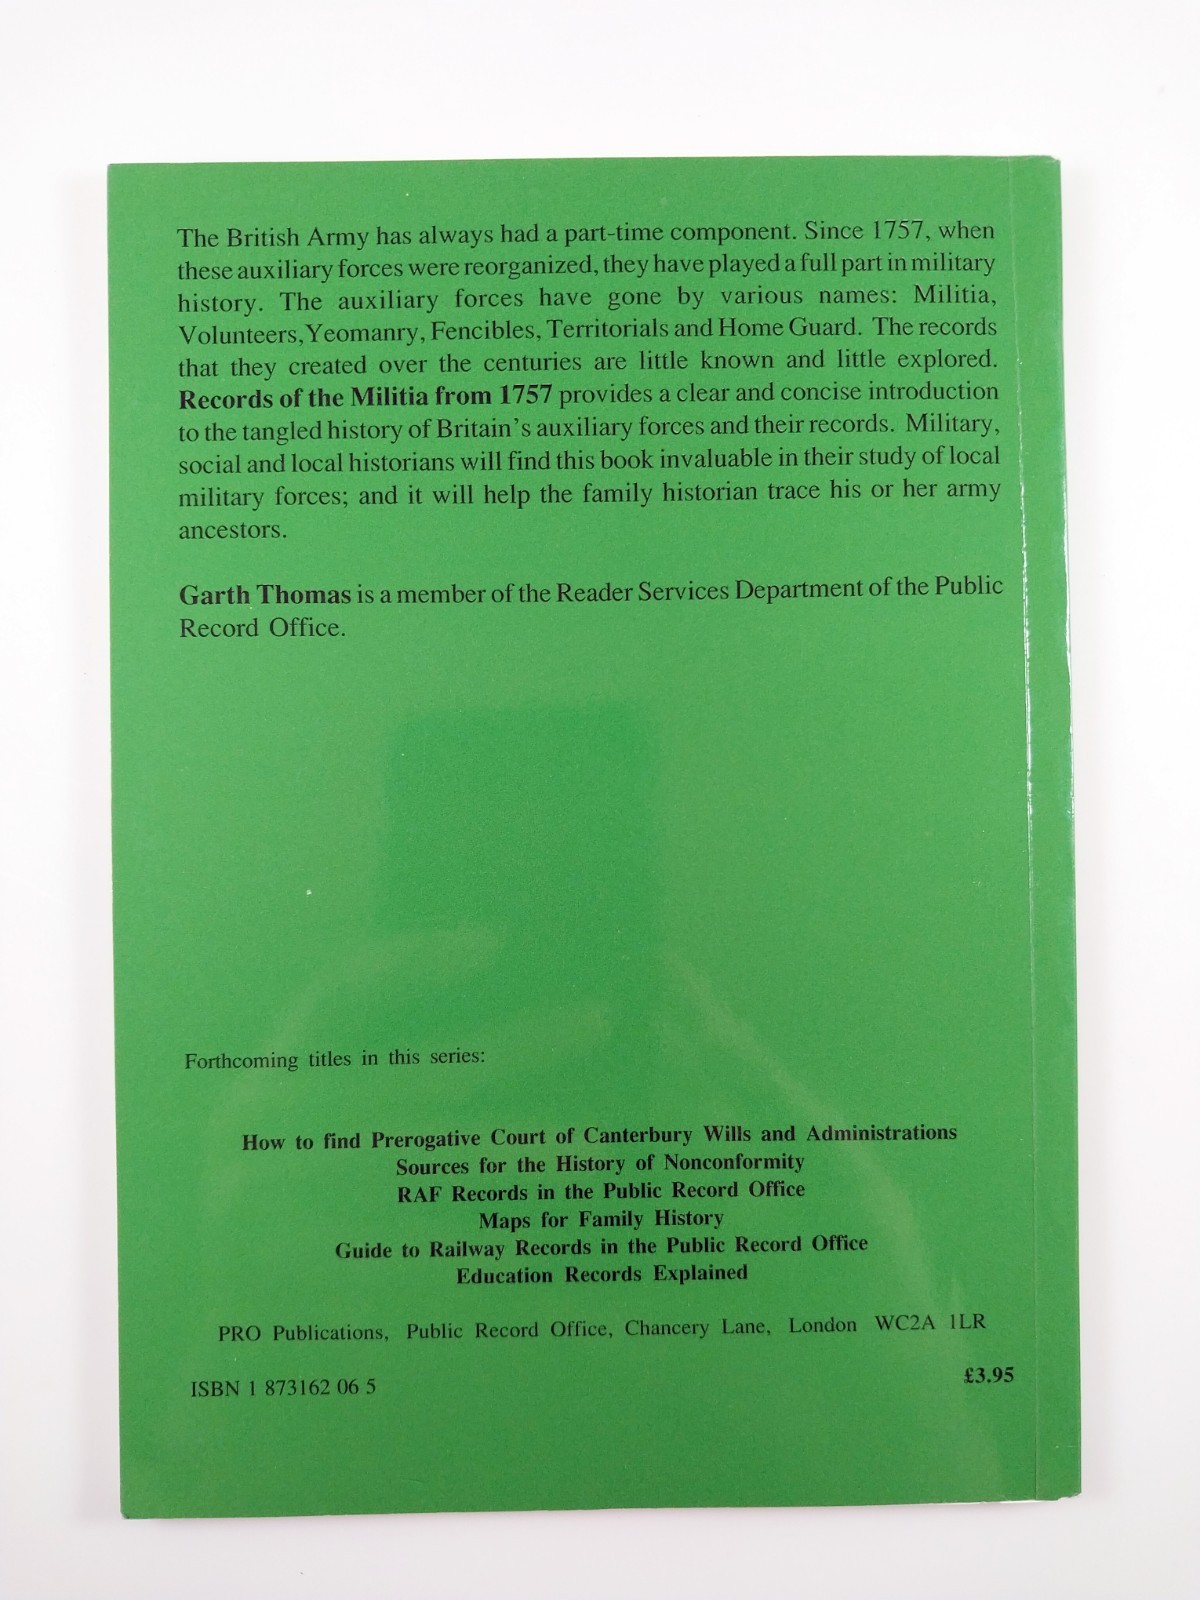 The British Army has always had a part-time component. Since 1757, when
these auxiliary forces were reorganized, they have played a full part in military
history. The auxiliary forces have gone by various names: Militia,
Volunteers, Yeomanry, Fencibles, Territorials and Home Guard. The records
that they created over the centuries are little known and little explored.
Records of the Militia from 1757 provides a clear and concise introduction
to the tangled history of Britain's auxiliary forces and their records. Military,
social and local historians will find this book invaluable in their study of local
military forces; and it will help the family historian trace his or her army
ancestors.
Garth Thomas is a member of the Reader Services Department of the Public
Record Office.
Forthcoming titles in this series:
How to find Prerogative Court of Canterbury Wills and Administrations
Sources for the History of Nonconformity
RAF Records in the Public Record Office
Maps for Family History
Guide to Railway Records in the Public Record Office
Education Records Explained
PRO Publications, Public Record Office, Chancery Lane, London WC2A 1LR
ISBN 1 873162 06 5
£3.95